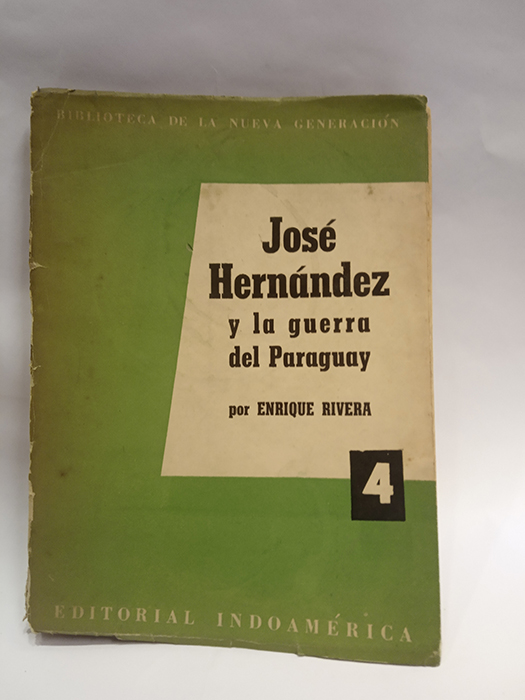 BIBLIOTECA DE LA NUEVA GENERACIÓN
José
Hernández
y la guerra
del Paraguay
por ENRIQUE RIVERA
4
EDITORIAL INDOAMÉRICA